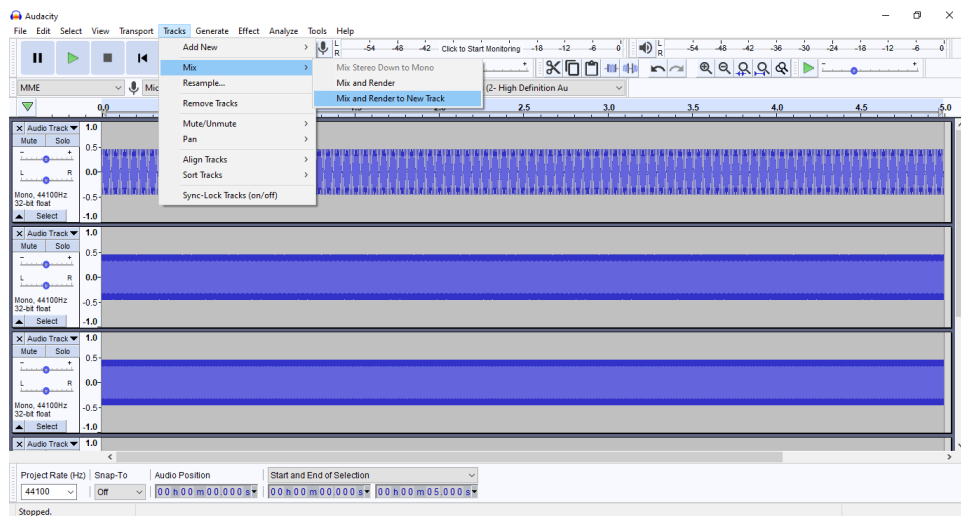 Audacity
File Edit Select View Transport Tracks Generate Effect Analyze Tools Help
L R -54 -48 -42 Click to Start Monitoring -18 -12 -6 0 L R -54 -48 -42 -36 -30 -24 -18 -12 -6 0
Add New
Mix
Resample...
Remove Tracks
Mute/Unmute
Pan
Align Tracks
Sort Tracks
Sync-Lock Tracks (on/off)
Mix Stereo Down to Mono
Mix and Render
Mix and Render to New Track
MME Mic (2- High Definition Au
0.0 2.5 3.0 3.5 4.0 4.5 5.0
Audio Track 1.0
Mute Solo 0.5
- +
L R 0.0
Mono, 44100Hz
32-bit float -0.5
Select -1.0
Audio Track 1.0
Mute Solo 0.5
- +
L R 0.0
Mono, 44100Hz
32-bit float -0.5
Select -1.0
Audio Track 1.0
Mute Solo 0.5
- +
L R 0.0
Mono, 44100Hz
32-bit float -0.5
Select -1.0
Audio Track 1.0
Project Rate (Hz) Snap-To Audio Position Start and End of Selection
44100 Off 00 h 00 m 00.000 s 00 h 00 m 00.000 s 00 h 00 m 05.000 s
Stopped.